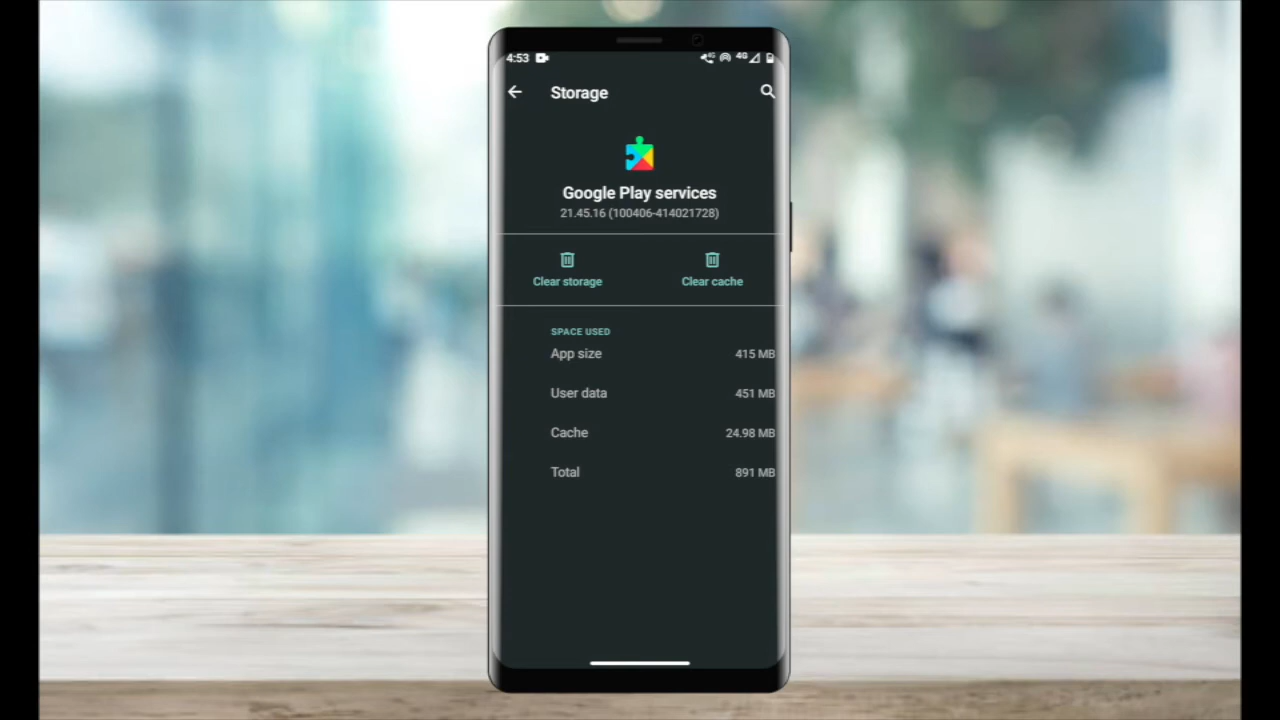 4:53
4G
Storage
Google Play services
21.45.16 (100406-414021728)
Clear storage
Clear cache
SPACE USED
App size 415 MB
User data 451 MB
Cache 24.98 MB
Total 891 MB